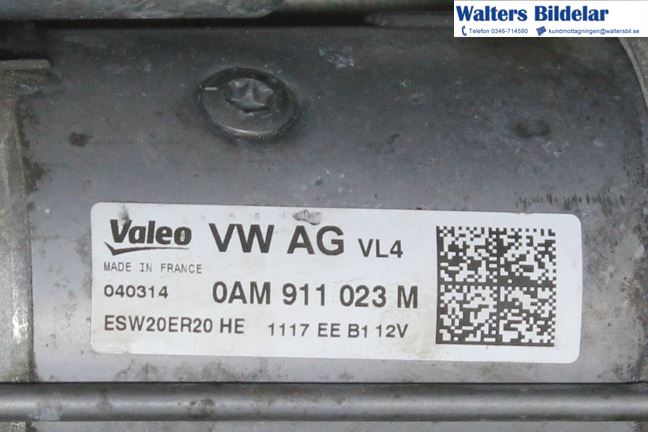 Walters Bildelar
Telefon 0346-714580 kundmottagningen@waltersbil.se
Valeo VW AG VL4
MADE IN FRANCE
040314 0AM 911 023 M
ESW20ER20 HE 1117 EE B1 12V